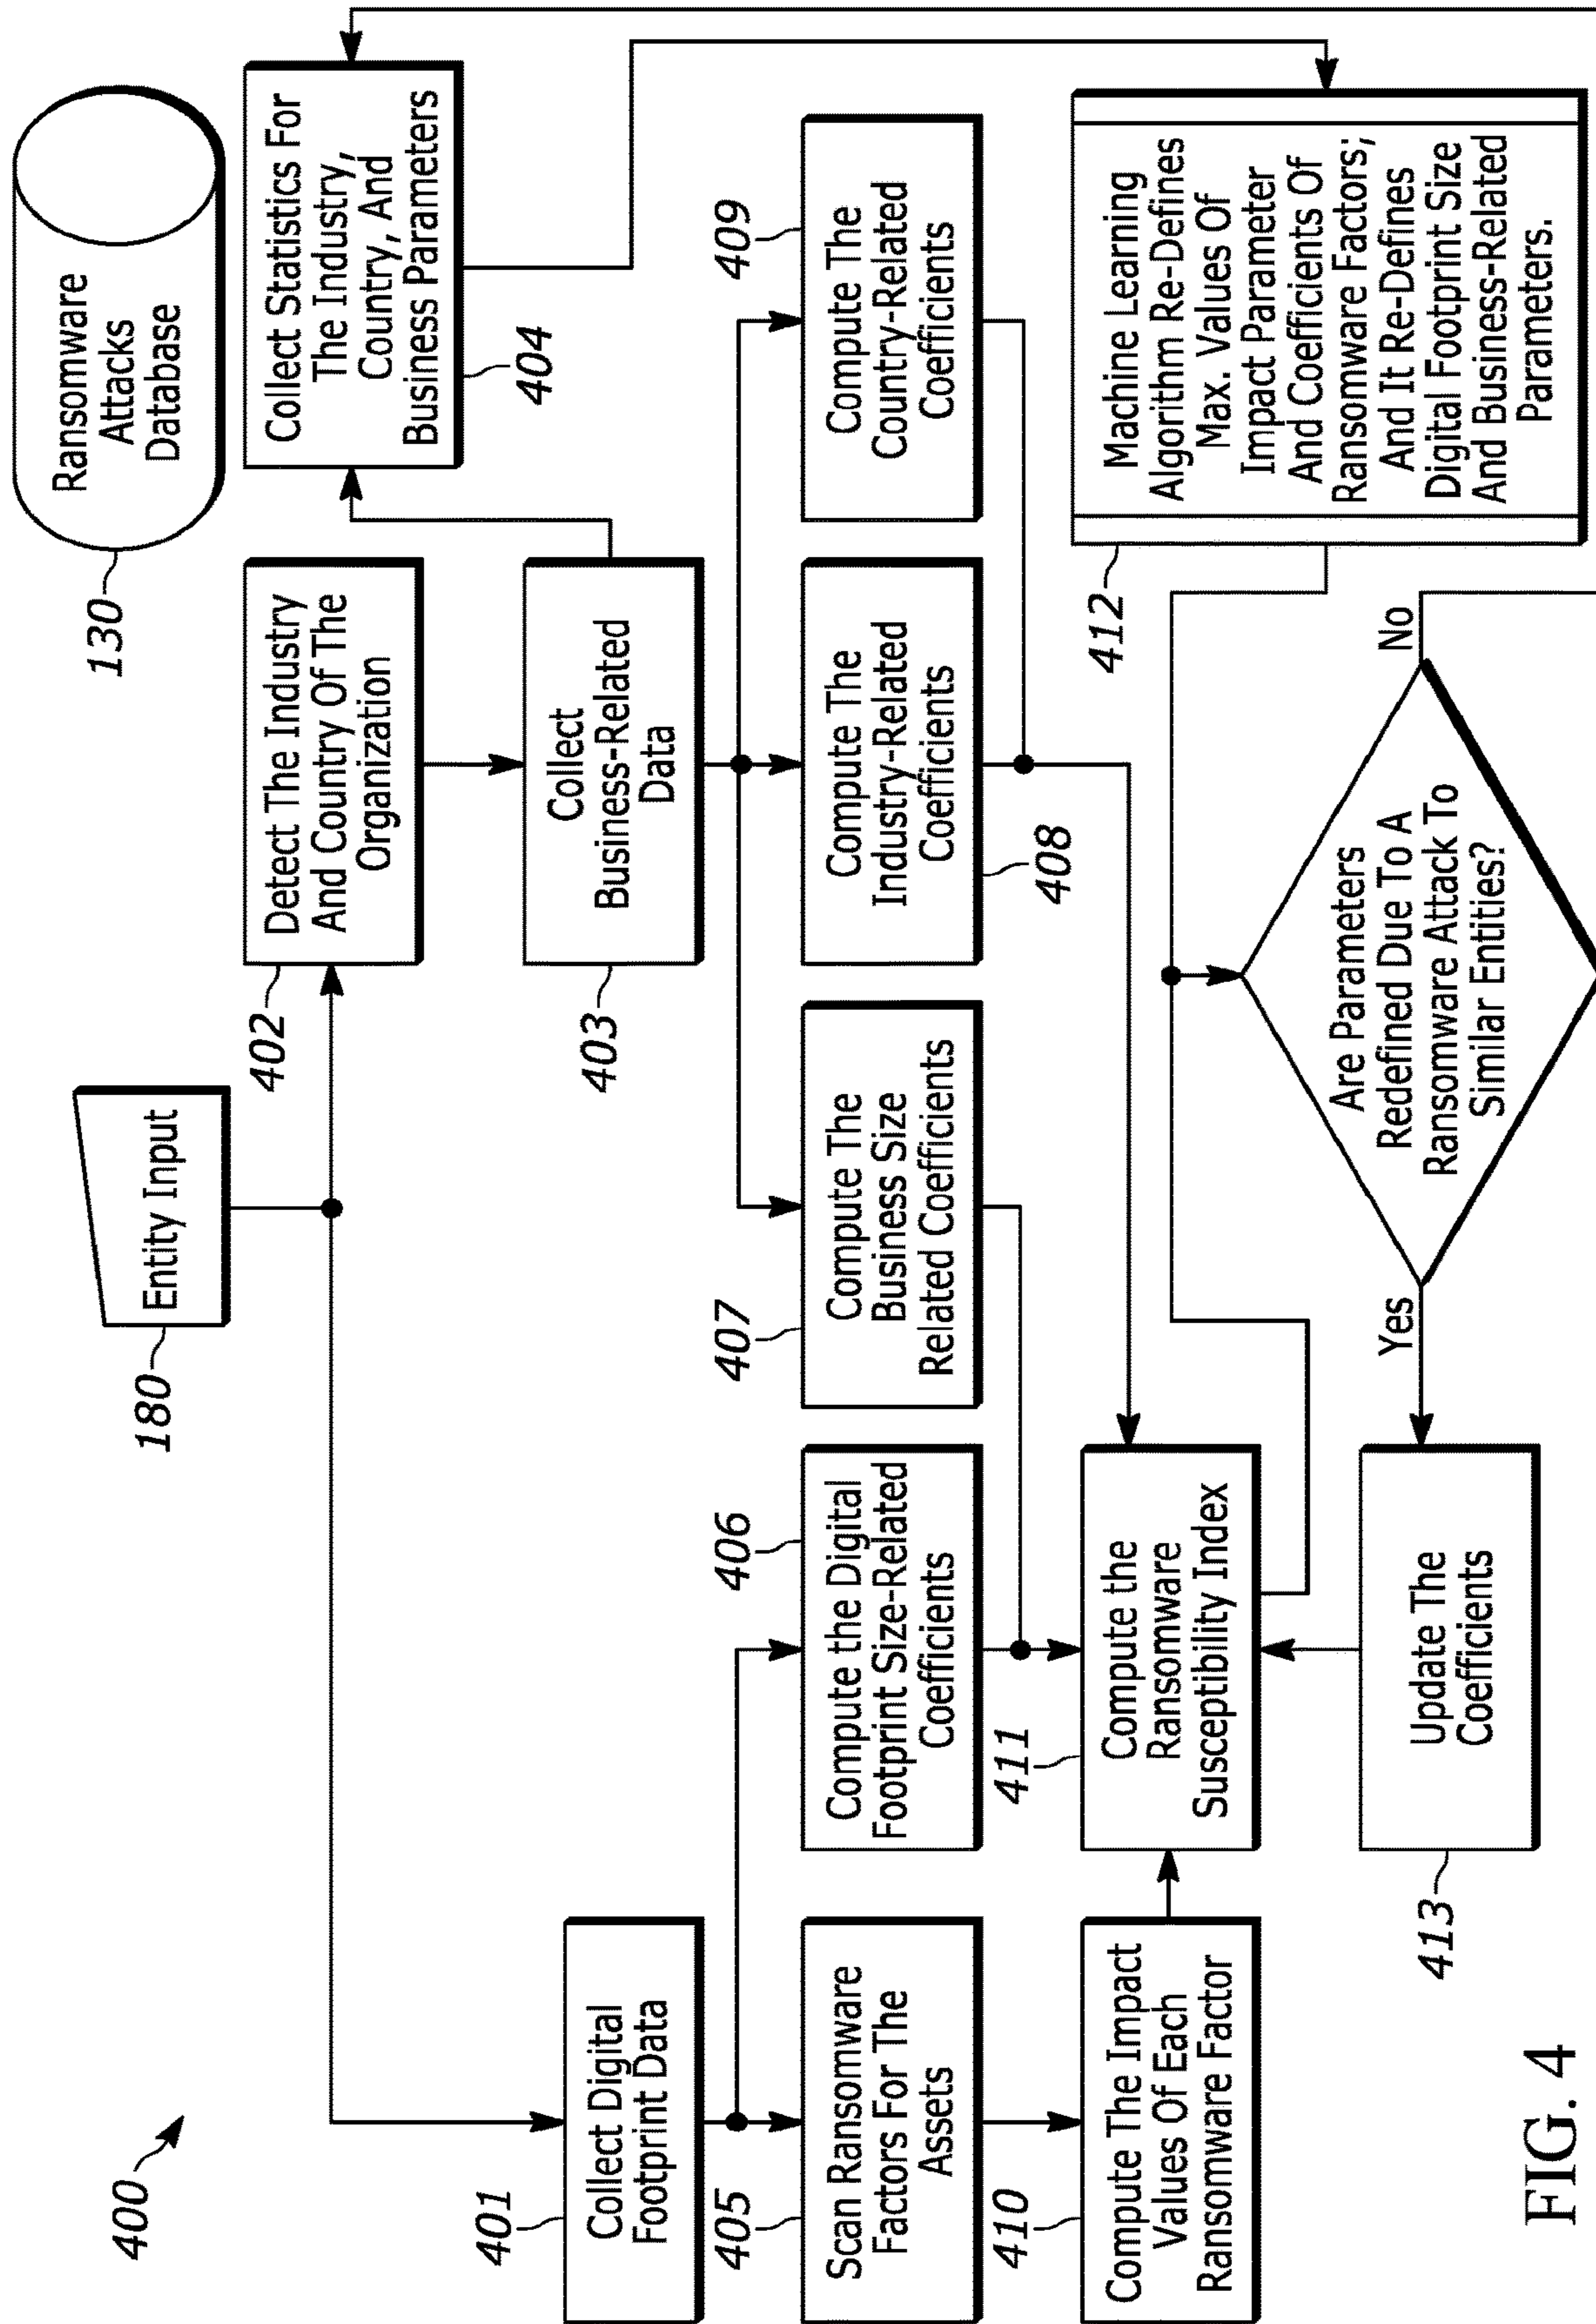 400
180
Entity Input
130
Ransomware
Attacks
Database
402
Detect The Industry
And Country Of The
Organization
404
Collect Statistics For
The Industry,
Country, And
Business Parameters
401
Collect Digital
Footprint Data
403
Collect
Business-Related
Data
405
Scan Ransomware
Factors For The
Assets
406
Compute the Digital
Footprint Size-Related
Coefficients
407
Compute The
Business Size
Related Coefficients
408
Compute The
Industry-Related
Coefficients
409
Compute The
Country-Related
Coefficients
410
Compute The Impact
Values Of Each
Ransomware Factor
411
Compute the
Ransomware
Susceptibility Index
412
Machine Learning
Algorithm Re-Defines
Max. Values Of
Impact Parameter
And Coefficients Of
Ransomware Factors;
And It Re-Defines
Digital Footprint Size
And Business-Related
Parameters.
413
Update The
Coefficients
Yes
Are Parameters
Redefined Due To A
Ransomware Attack To
Similar Entities?
No
FIG. 4